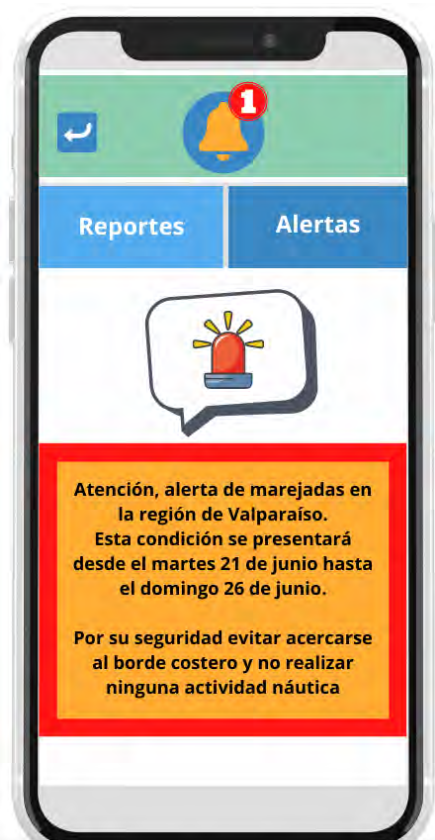 1
Reportes
Alertas
Atención, alerta de marejadas en
la región de Valparaíso.
Esta condición se presentará
desde el martes 21 de junio hasta
el domingo 26 de junio.
Por su seguridad evitar acercarse
al borde costero y no realizar
ninguna actividad náutica